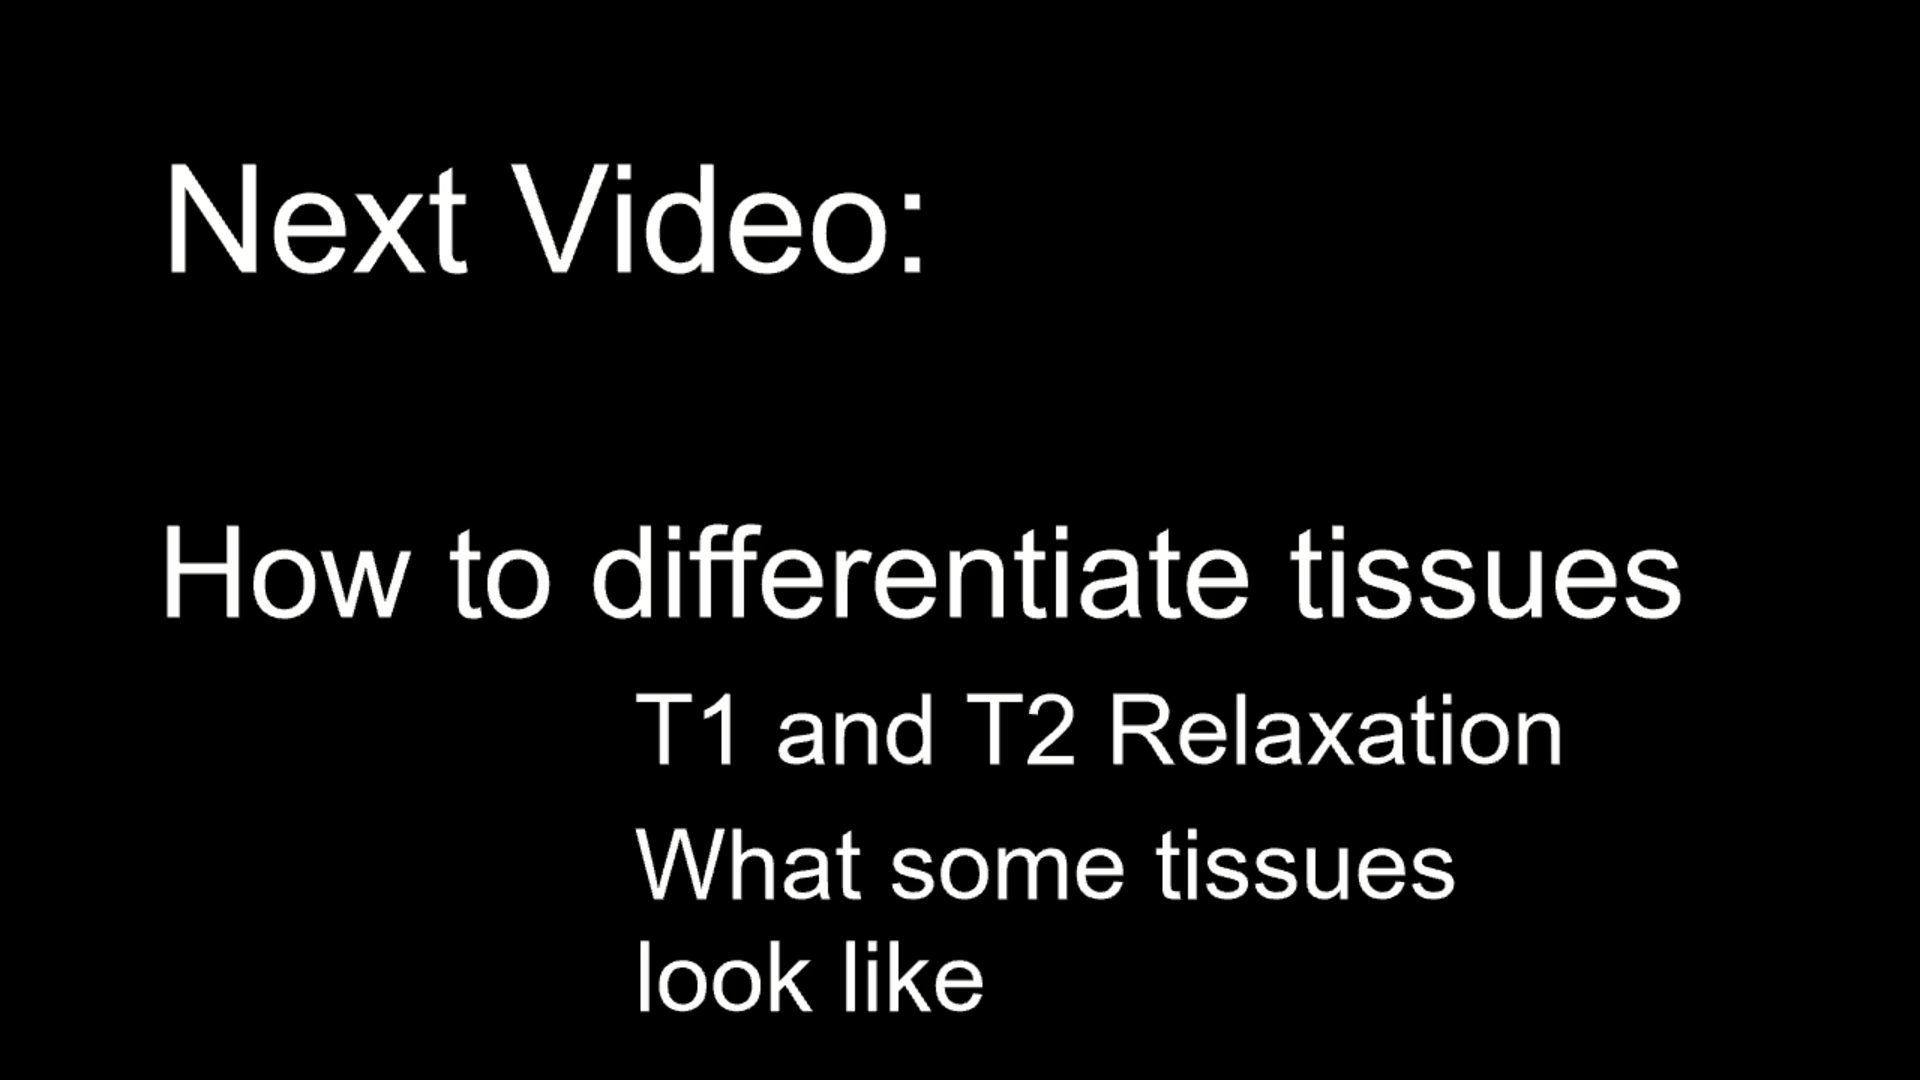 Next Video:
How to differentiate tissues
T1 and T2 Relaxation
What some tissues
look like